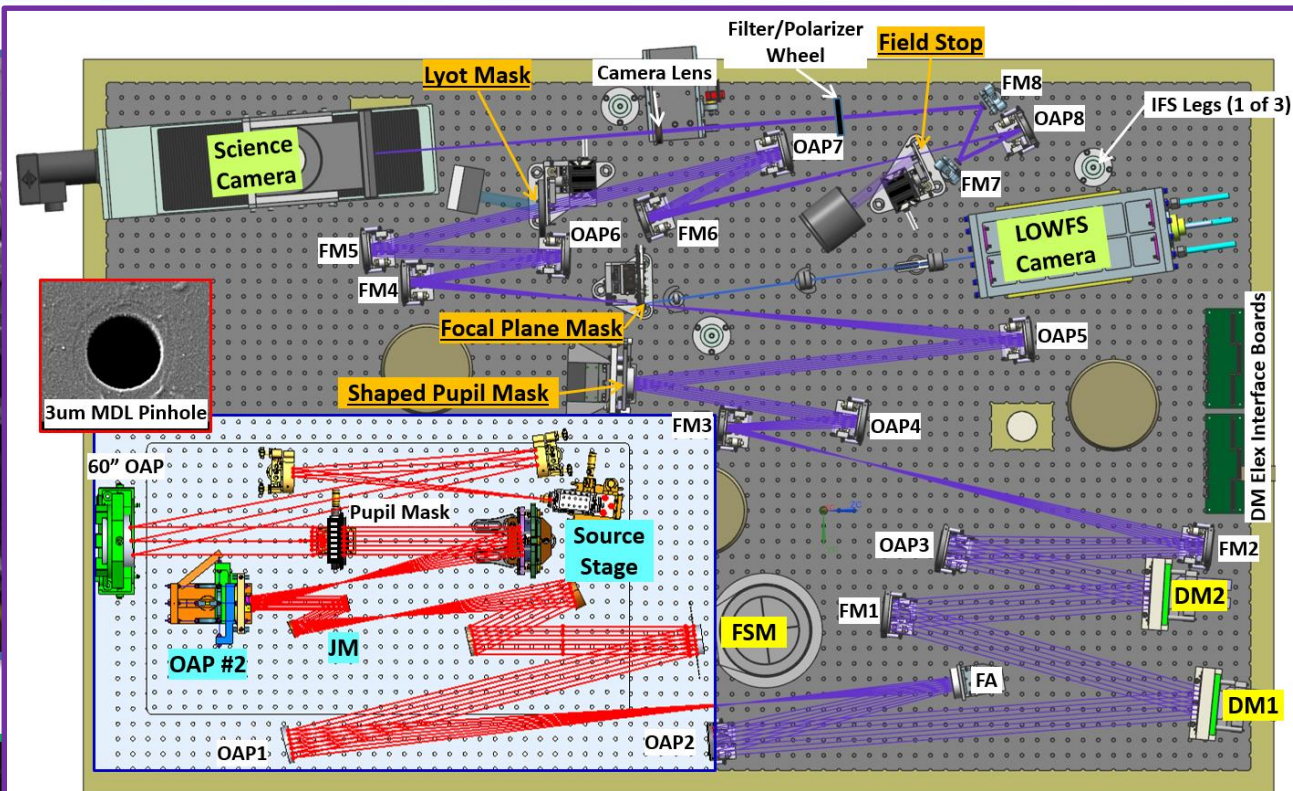 Filter/Polarizer
Wheel
Field Stop
Lyot Mask
Camera Lens
FM8
IFS Legs (1 of 3)
OAP8
Science
Camera
OAP7
FM7
FM5
OAP6
FM6
LOWFS
Camera
FM4
Focal Plane Mask
OAP5
DM Elex Interface Boards
3um MDL Pinhole
Shaped Pupil Mask
FM3
OAP4
60” OAP
Pupil Mask
Source
Stage
OAP3
FM2
DM2
FM1
FSM
JM
OAP #2
FA
DM1
OAP1
OAP2